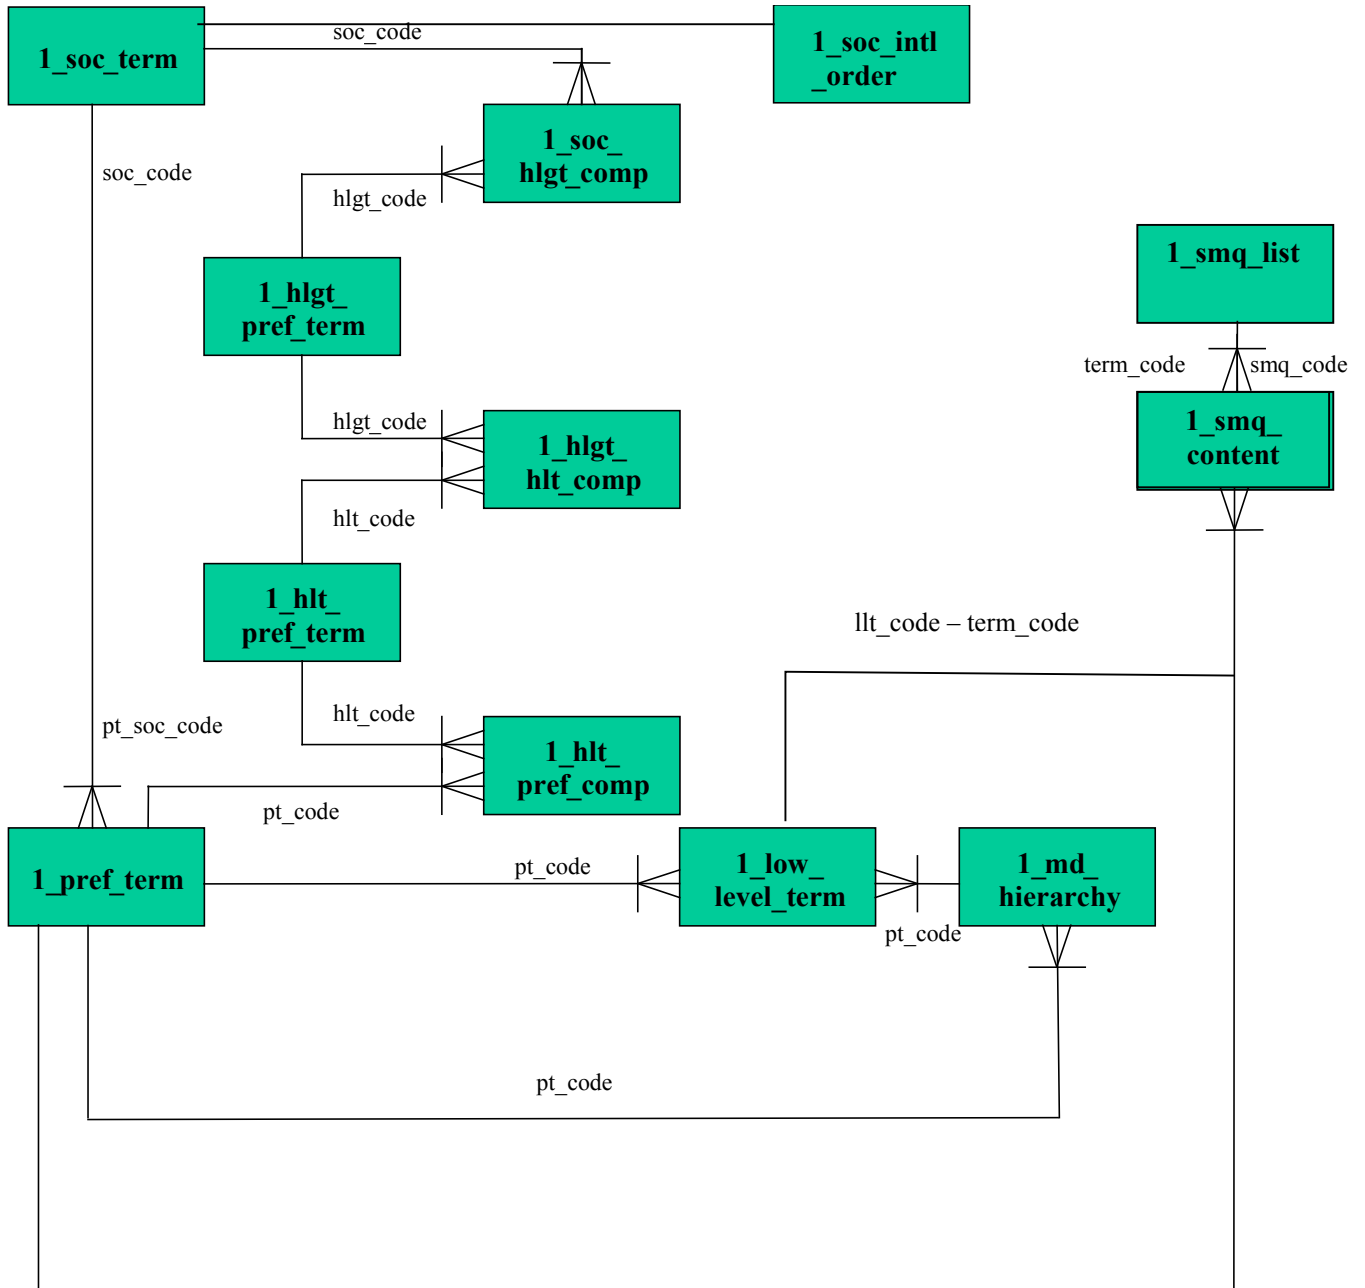 soc_code
1_soc_term
1_soc_intl
_order
1_soc_
hlgt_comp
soc_code
hlgt_code
1_smq_list
1_hlgt_
pref_term
term_code
smq_code
hlgt_code
1_hlgt_
hlt_comp
1_smq_
content
hlt_code
1_hlt_
pref_term
llt_code – term_code
hlt_code
pt_soc_code
1_hlt_
pref_comp
pt_code
1_pref_term
pt_code
1_low_
level_term
1_md_
hierarchy
pt_code
pt_code